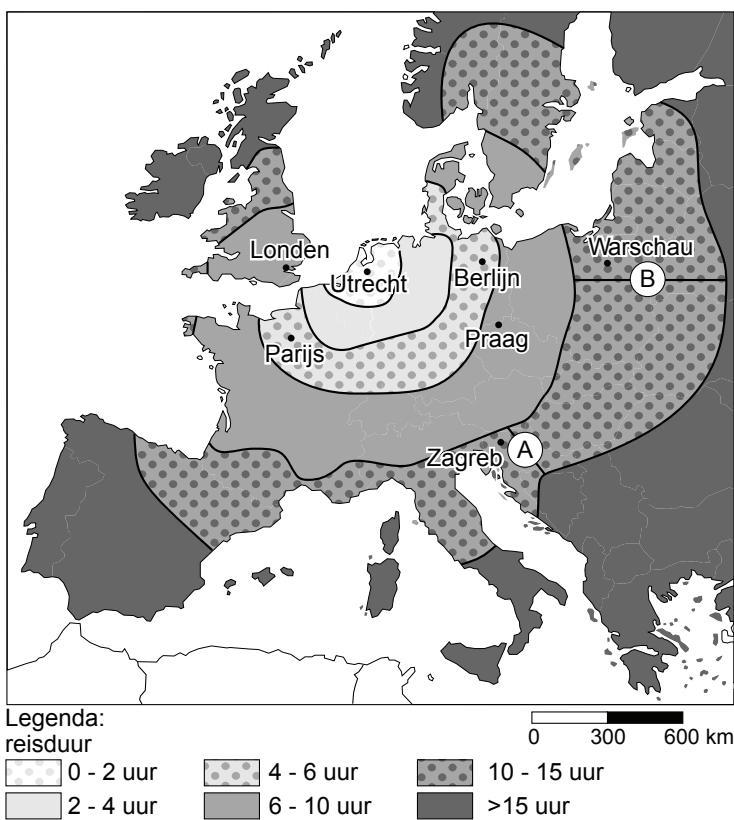 Londen
Utrecht
Berlijn
Warschau
B
Parijs
Praag
Zagreb
A
Legenda:
reisduur
0 - 2 uur
4 - 6 uur
10 - 15 uur
2 - 4 uur
6 - 10 uur
>15 uur
0 300 600 km